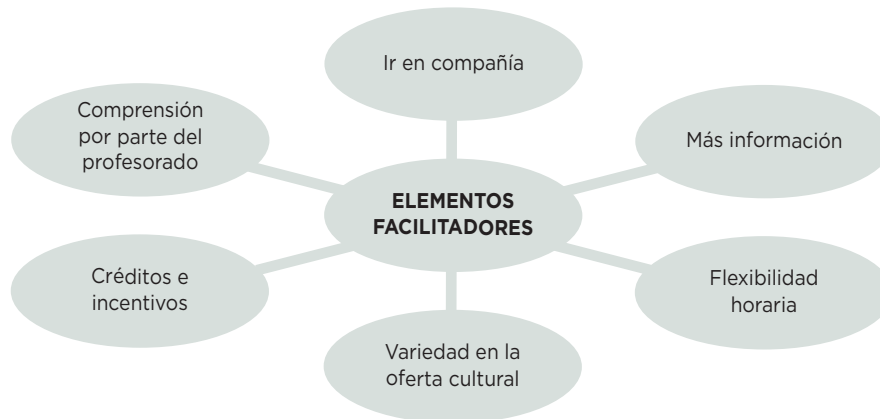 Ir en compañía
Comprensión
por parte del
profesorado
Más información
ELEMENTOS
FACILITADORES
Créditos e
incentivos
Flexibilidad
horaria
Variedad en la
oferta cultural